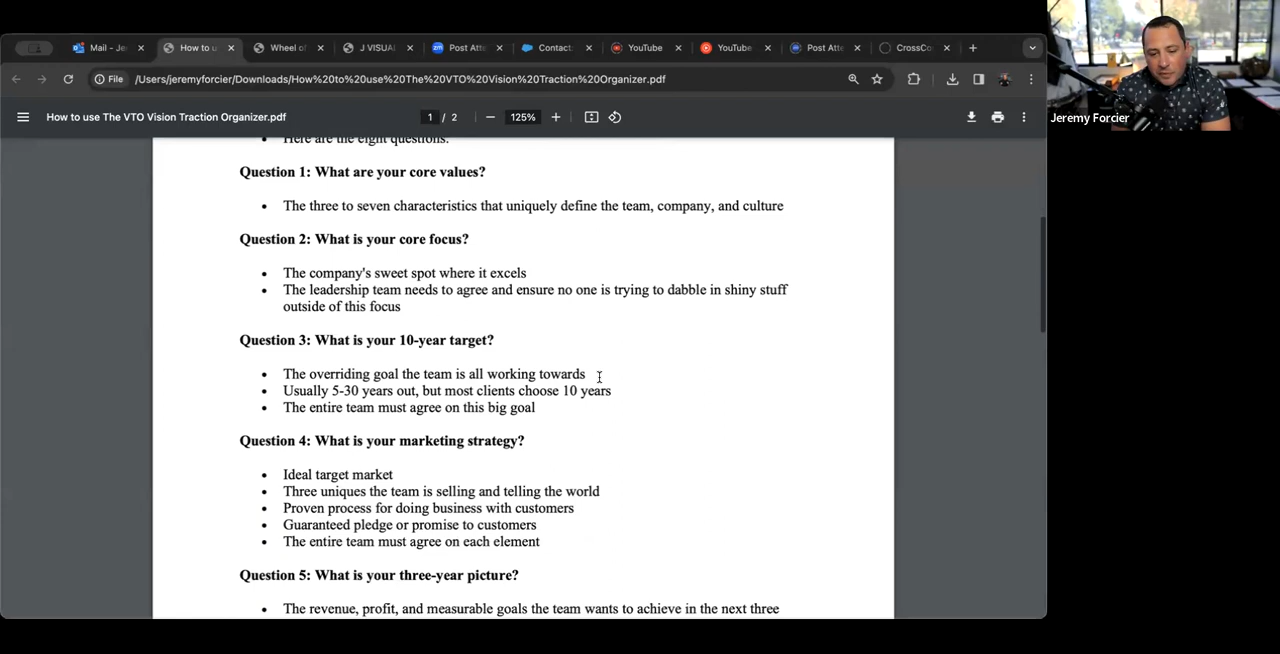 Mail - Je
How to u
Wheel of
J VISUAL
Post Atte
Contact
YouTube
YouTube
Post Atte
CrossCo
File
/Users/jeremyforcier/Downloads/How%20to%20use%20The%20VTO%20Vision%20Traction%20Organizer.pdf
How to use The VTO Vision Traction Organizer.pdf
1 / 2
125%
Jeremy Forcier
• Here are the eight questions.
Question 1: What are your core values?
• The three to seven characteristics that uniquely define the team, company, and culture
Question 2: What is your core focus?
• The company's sweet spot where it excels
• The leadership team needs to agree and ensure no one is trying to dabble in shiny stuff
outside of this focus
Question 3: What is your 10-year target?
• The overriding goal the team is all working towards
• Usually 5-30 years out, but most clients choose 10 years
• The entire team must agree on this big goal
Question 4: What is your marketing strategy?
• Ideal target market
• Three uniques the team is selling and telling the world
• Proven process for doing business with customers
• Guaranteed pledge or promise to customers
• The entire team must agree on each element
Question 5: What is your three-year picture?
• The revenue, profit, and measurable goals the team wants to achieve in the next three